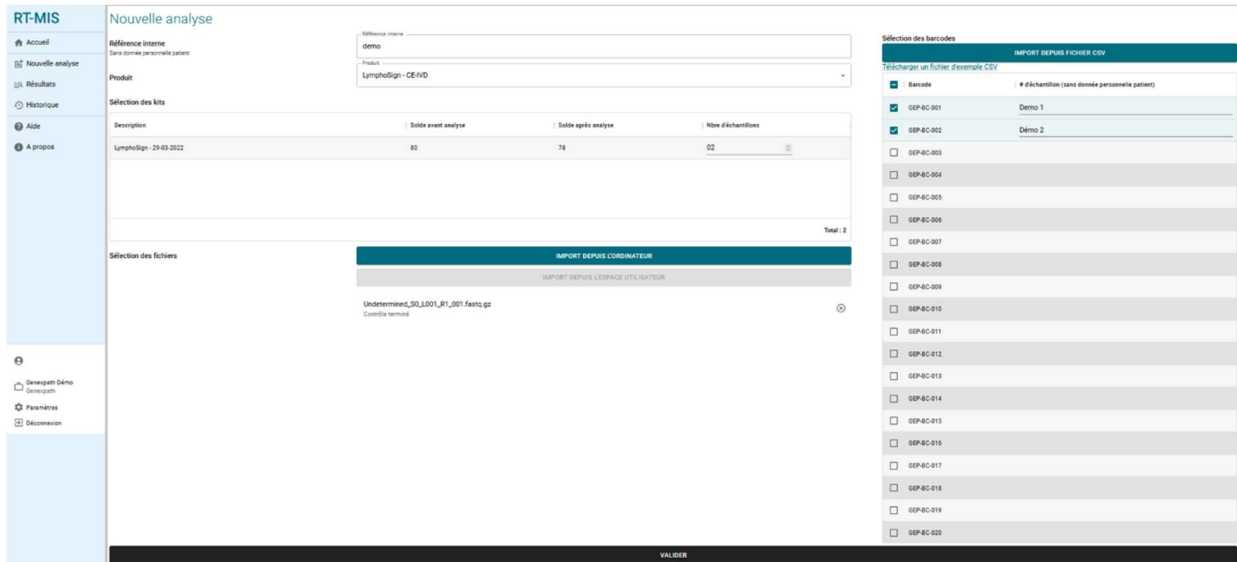 RT-MIS
Accueil
Nouvelle analyse
Résultats
Historique
Aide
A propos
Genexpath Démo
Genexpath
Paramètres
Déconnexion
Nouvelle analyse
Référence interne
Sans donnée personnelle patient
Référence interne
demo
Produit
Produit
LymphoSign - CE-IVD
Sélection des kits
Description Solde avant analyse Solde après analyse Nbre d'échantillons
LymphoSign - 29-03-2022 80 78 02
Total : 2
Sélection des fichiers
IMPORT DEPUIS L'ORDINATEUR
IMPORT DEPUIS L'ESPACE UTILISATEUR
Undetermined_S0_L001_R1_001.fastq.gz
Contrôle terminé
Sélection des barcodes
IMPORT DEPUIS FICHIER CSV
Télécharger un fichier d'exemple CSV
Barcode # d'échantillon (sans donnée personnelle patient)
GEP-BC-001 Demo 1
GEP-BC-002 Démo 2
GEP-BC-003
GEP-BC-004
GEP-BC-005
GEP-BC-006
GEP-BC-007
GEP-BC-008
GEP-BC-009
GEP-BC-010
GEP-BC-011
GEP-BC-012
GEP-BC-013
GEP-BC-014
GEP-BC-015
GEP-BC-016
GEP-BC-017
GEP-BC-018
GEP-BC-019
GEP-BC-020
VALIDER